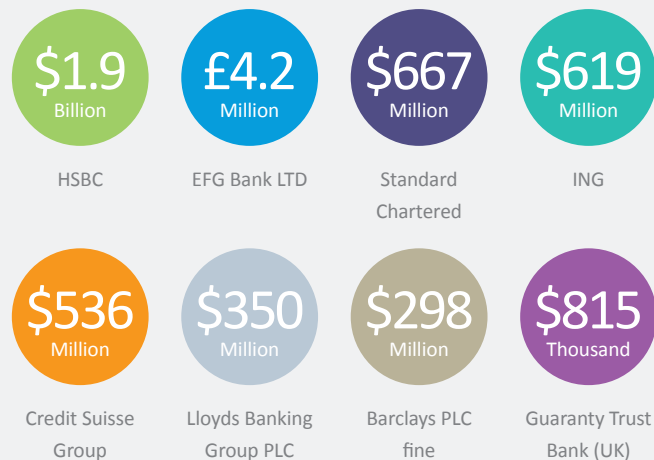 $1.9
Billion
HSBC
£4.2
Million
EFG Bank LTD
$667
Million
Standard
Chartered
$619
Million
ING
$536
Million
Credit Suisse
Group
$350
Million
Lloyds Banking
Group PLC
$298
Million
Barclays PLC
fine
$815
Thousand
Guaranty Trust
Bank (UK)